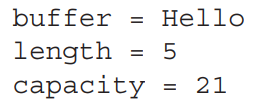 buffer = Hello
length = 5
capacity = 21